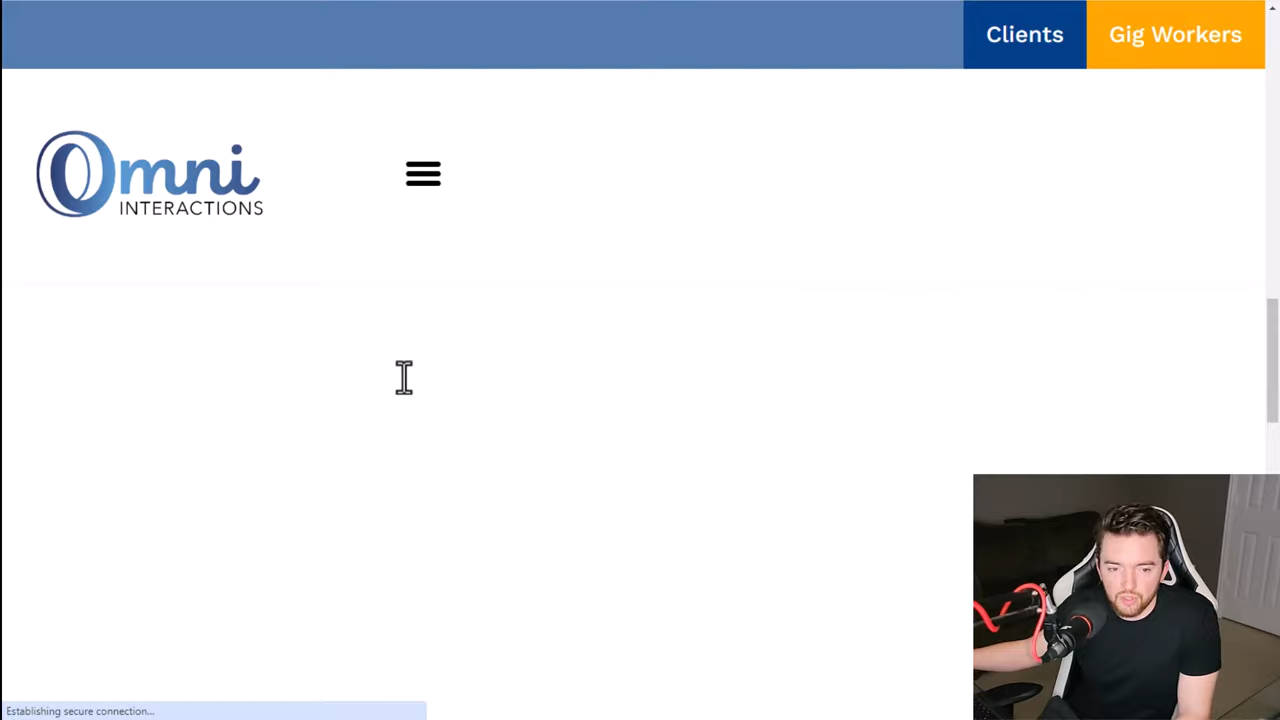 Clients
Gig Workers
Omni
INTERACTIONS
Establishing secure connection...